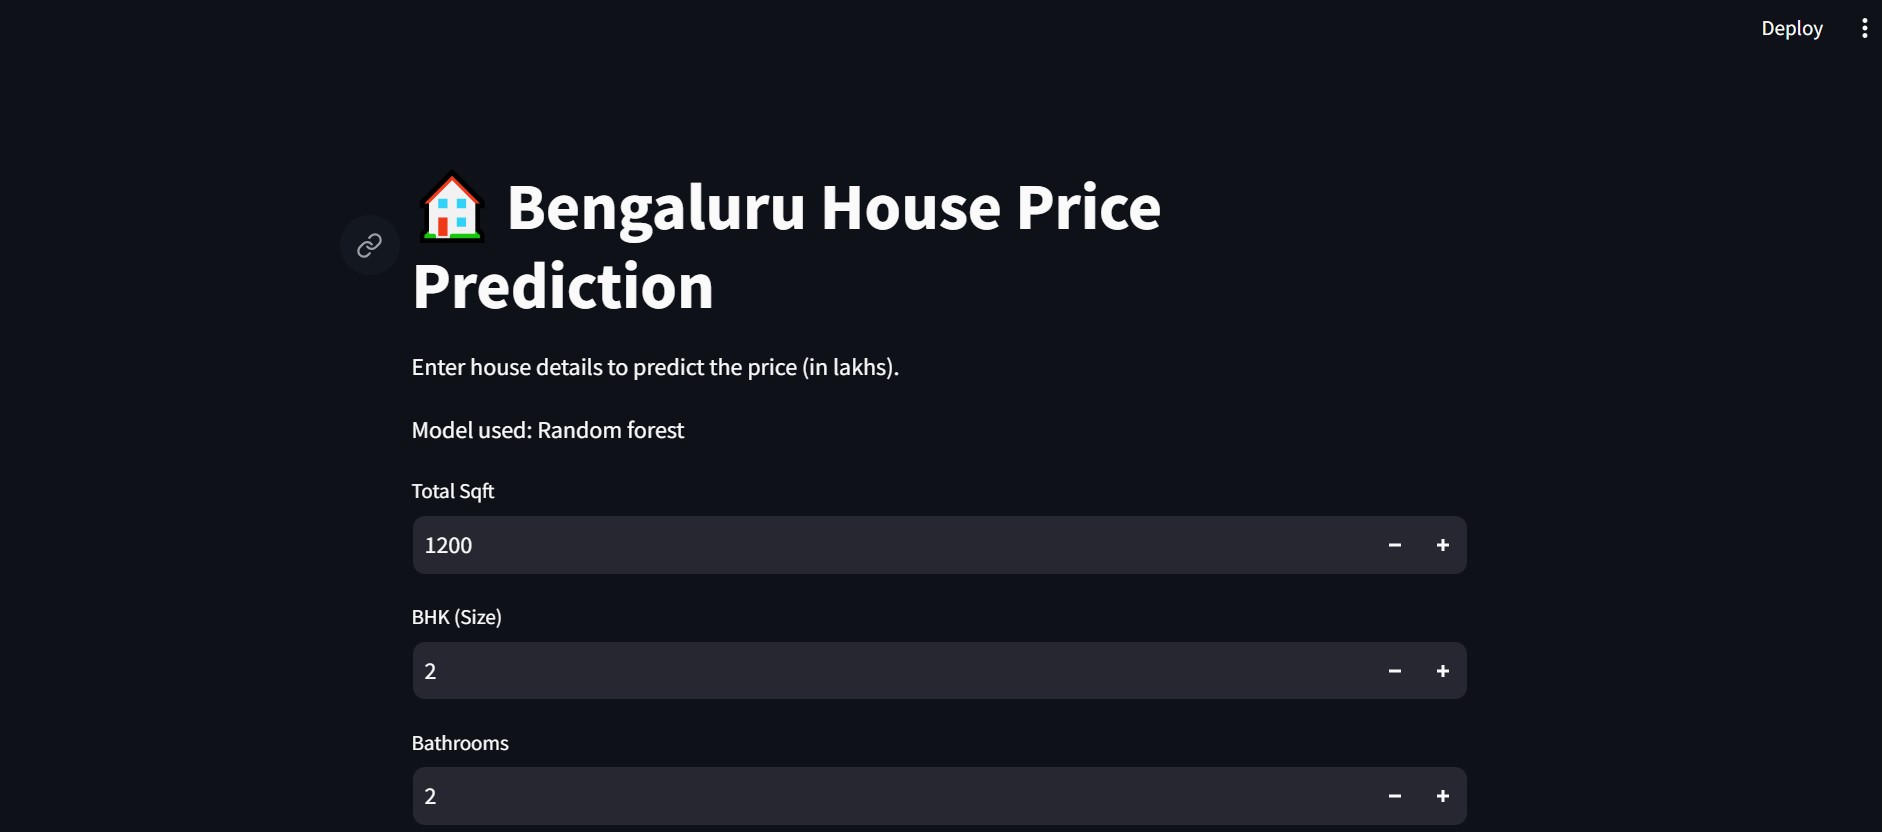 Deploy
Bengaluru House Price
Prediction
Enter house details to predict the price (in lakhs).
Model used: Random forest
Total Sqft
1200
BHK (Size)
2
Bathrooms
2